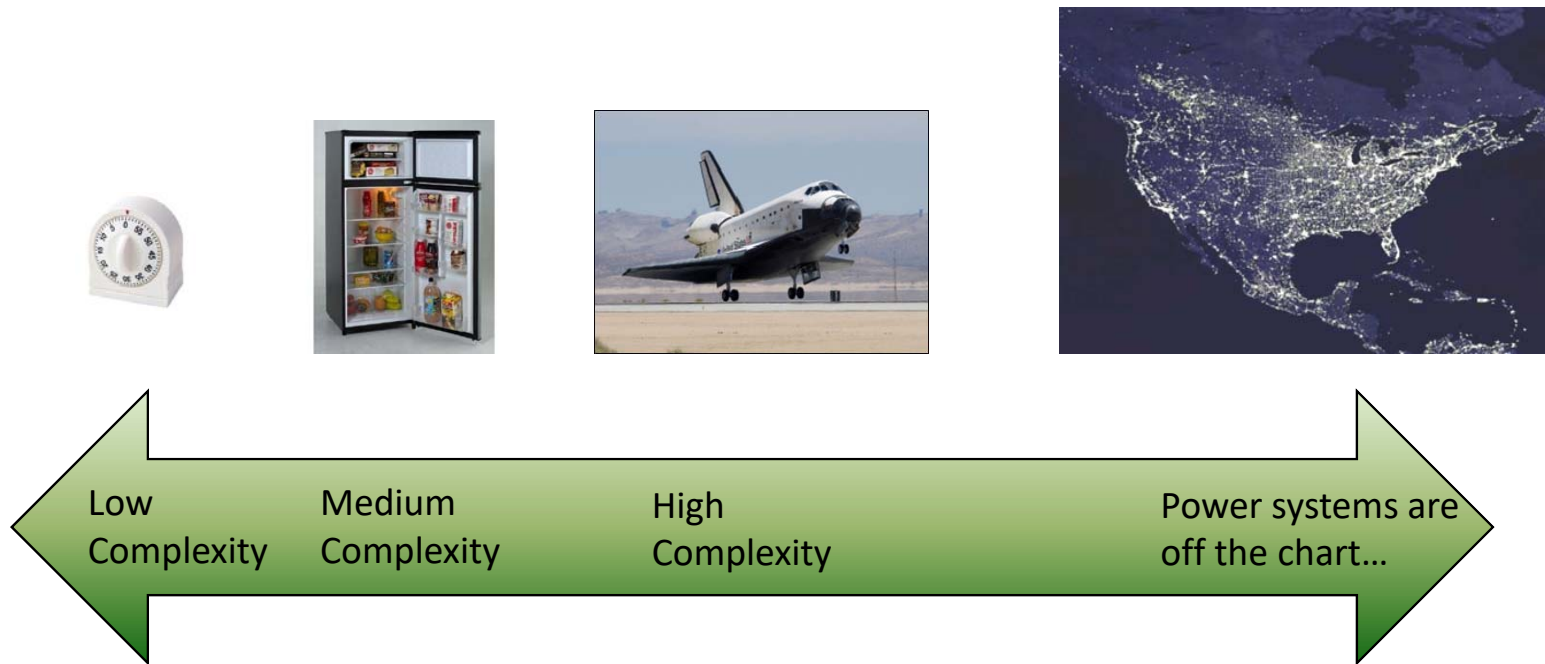 Low
Complexity
Medium
Complexity
High
Complexity
Power systems are
off the chart…